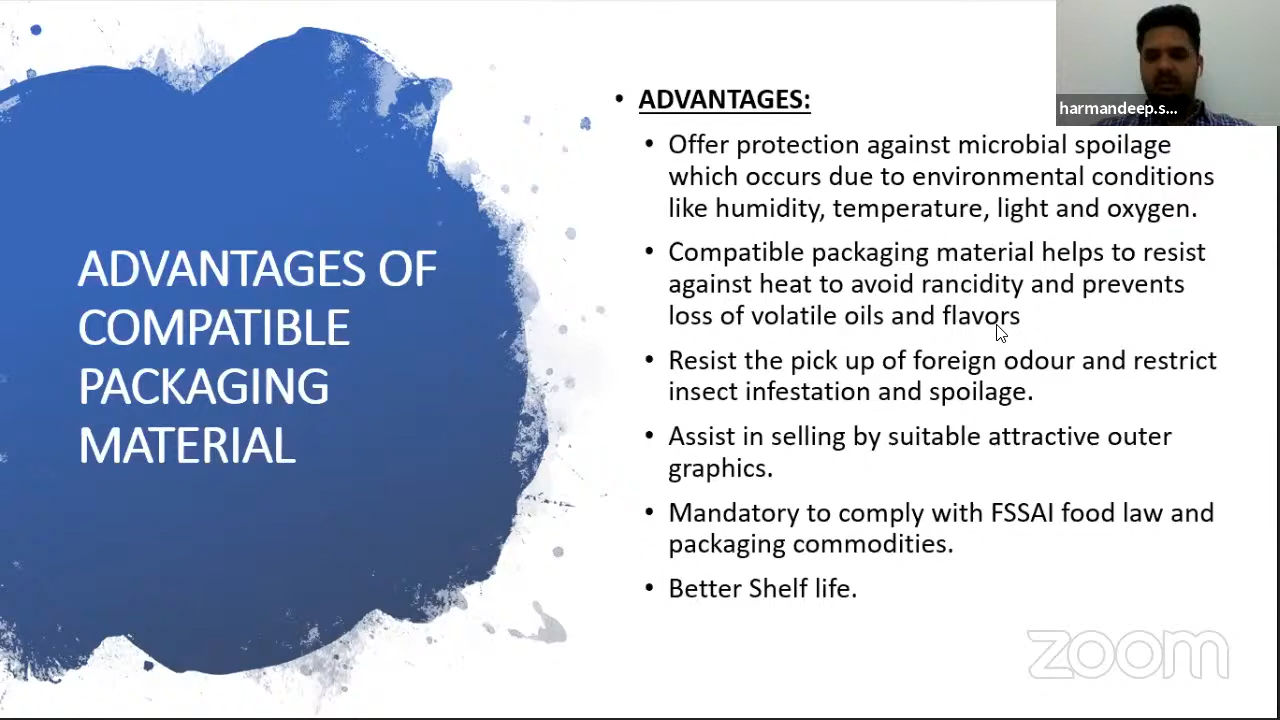 ADVANTAGES OF
COMPATIBLE
PACKAGING
MATERIAL
• ADVANTAGES:
• Offer protection against microbial spoilage
which occurs due to environmental conditions
like humidity, temperature, light and oxygen.
• Compatible packaging material helps to resist
against heat to avoid rancidity and prevents
loss of volatile oils and flavors
• Resist the pick up of foreign odour and restrict
insect infestation and spoilage.
• Assist in selling by suitable attractive outer
graphics.
• Mandatory to comply with FSSAI food law and
packaging commodities.
• Better Shelf life.
harmandeep.s...
zoom